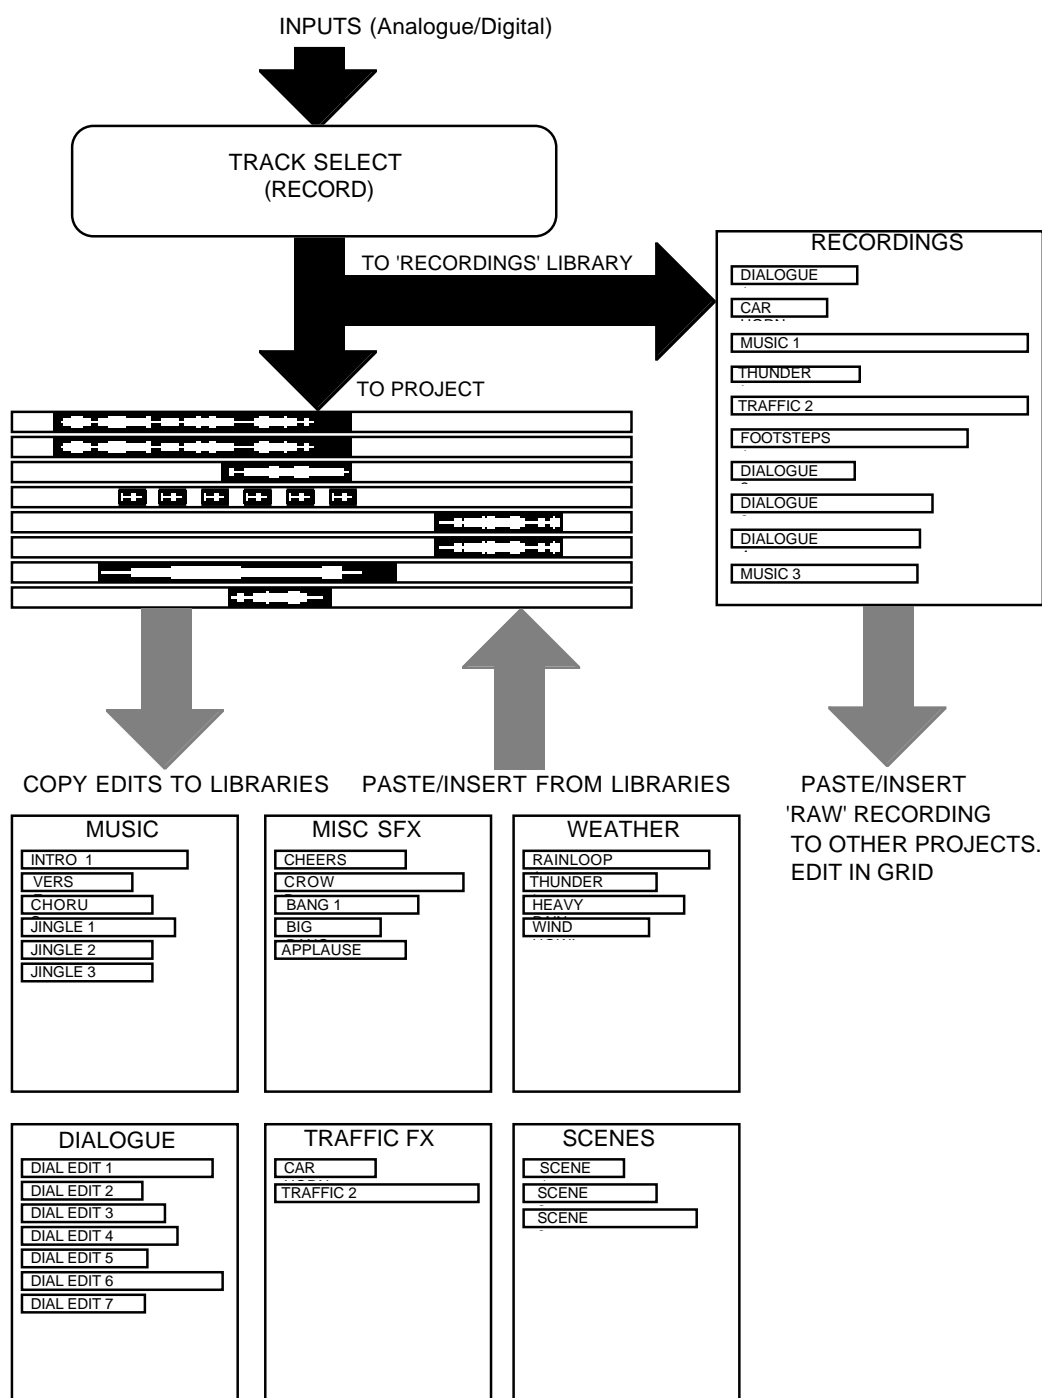 INPUTS (Analogue/Digital)
TRACK SELECT
(RECORD)
TO 'RECORDINGS' LIBRARY
TO PROJECT
RECORDINGS
DIALOGUE
CAR
MUSIC 1
THUNDER
TRAFFIC 2
FOOTSTEPS
DIALOGUE
DIALOGUE
DIALOGUE
MUSIC 3
COPY EDITS TO LIBRARIES
PASTE/INSERT FROM LIBRARIES
PASTE/INSERT
'RAW' RECORDING
TO OTHER PROJECTS.
EDIT IN GRID
MUSIC
INTRO 1
VERS
CHORU
JINGLE 1
JINGLE 2
JINGLE 3
MISC SFX
CHEERS
CROW
BANG 1
BIG
APPLAUSE
WEATHER
RAINLOOP
THUNDER
HEAVY
WIND
DIALOGUE
DIAL EDIT 1
DIAL EDIT 2
DIAL EDIT 3
DIAL EDIT 4
DIAL EDIT 5
DIAL EDIT 6
DIAL EDIT 7
TRAFFIC FX
CAR
TRAFFIC 2
SCENES
SCENE
SCENE
SCENE